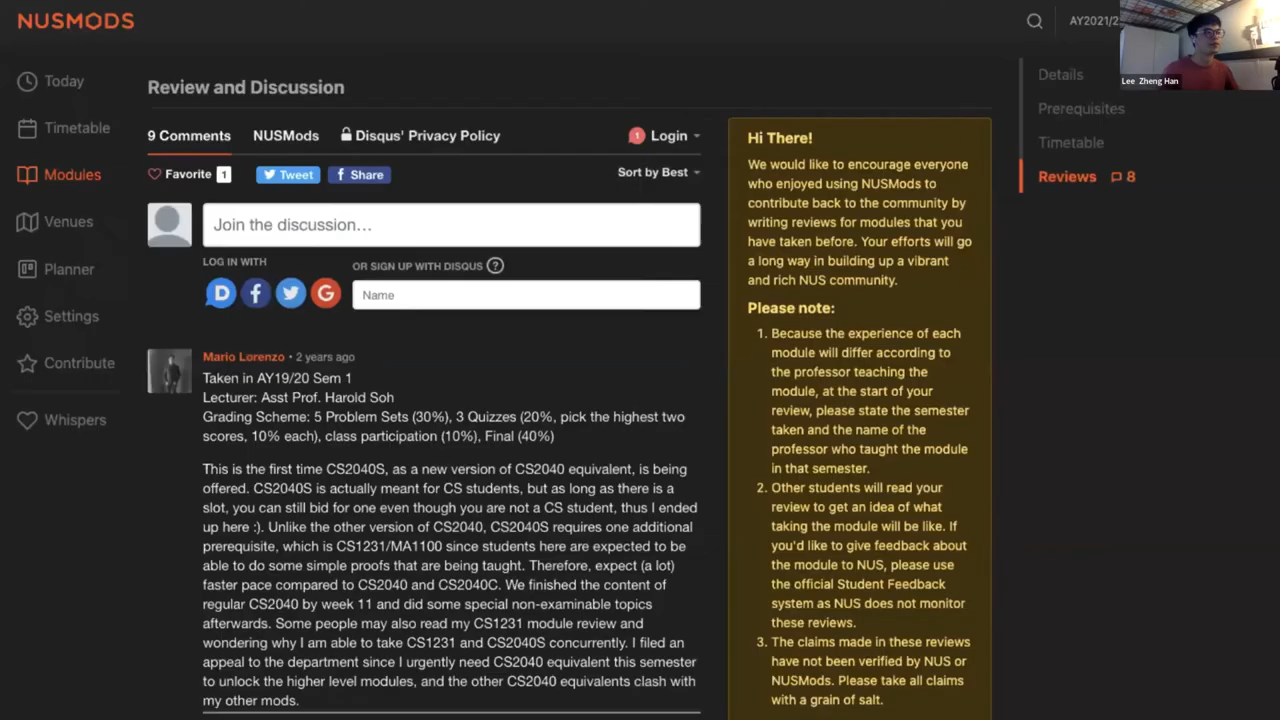 NUSMODS
AY2021/2
Lee Zheng Han
Today
Timetable
Modules
Venues
Planner
Settings
Contribute
Whispers
Review and Discussion
9 Comments NUSMods Disqus' Privacy Policy 1 Login
Favorite 1 Tweet f Share Sort by Best
Join the discussion…
LOG IN WITH
OR SIGN UP WITH DISQUS ?
D f G
Name
Mario Lorenzo • 2 years ago
Taken in AY19/20 Sem 1
Lecturer: Asst Prof. Harold Soh
Grading Scheme: 5 Problem Sets (30%), 3 Quizzes (20%, pick the highest two
scores, 10% each), class participation (10%), Final (40%)
This is the first time CS2040S, as a new version of CS2040 equivalent, is being
offered. CS2040S is actually meant for CS students, but as long as there is a
slot, you can still bid for one even though you are not a CS student, thus I ended
up here :). Unlike the other version of CS2040, CS2040S requires one additional
prerequisite, which is CS1231/MA1100 since students here are expected to be
able to do some simple proofs that are being taught. Therefore, expect (a lot)
faster pace compared to CS2040 and CS2040C. We finished the content of
regular CS2040 by week 11 and did some special non-examinable topics
afterwards. Some people may also read my CS1231 module review and
wondering why I am able to take CS1231 and CS2040S concurrently. I filed an
appeal to the department since I urgently need CS2040 equivalent this semester
to unlock the higher level modules, and the other CS2040 equivalents clash with
my other mods.
Hi There!
We would like to encourage everyone
who enjoyed using NUSMods to
contribute back to the community by
writing reviews for modules that you
have taken before. Your efforts will go
a long way in building up a vibrant
and rich NUS community.
Please note:
1. Because the experience of each
module will differ according to
the professor teaching the
module, at the start of your
review, please state the semester
taken and the name of the
professor who taught the module
in that semester.
2. Other students will read your
review to get an idea of what
taking the module will be like. If
you'd like to give feedback about
the module to NUS, please use
the official Student Feedback
system as NUS does not monitor
these reviews.
3. The claims made in these reviews
have not been verified by NUS or
NUSMods. Please take all claims
with a grain of salt.
Details
Prerequisites
Timetable
Reviews 8